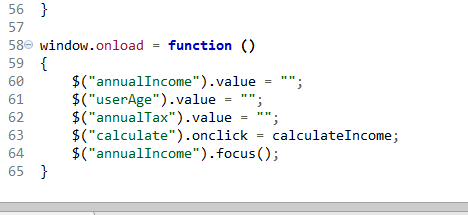 56 }
57
58 window.onload = function ()
59 {
60 $("annualIncome").value = "";
61 $("userAge").value = "";
62 $("annualTax").value = "";
63 $("calculate").onclick = calculateIncome;
64 $("annualIncome").focus();
65 }